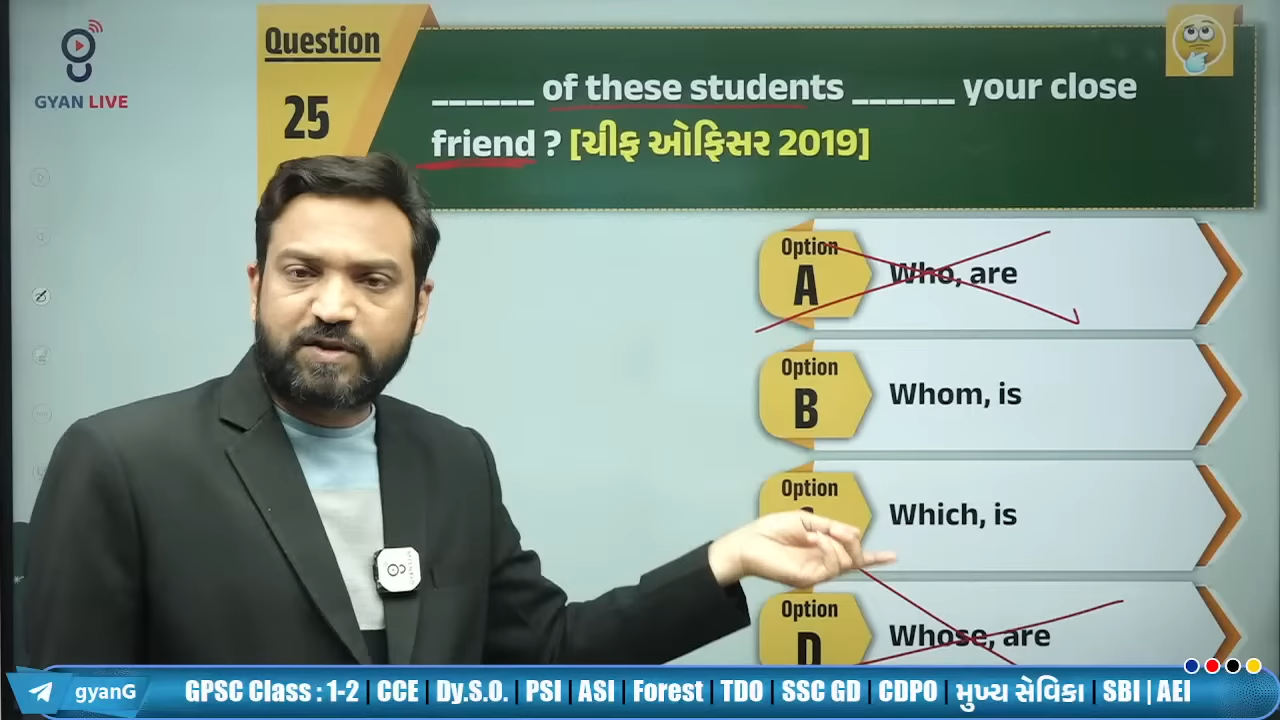 GYAN LIVE
Question
25
______ of these students ______ your close
friend ? [ચીફ ઓફિસર 2019]
Option
A
Who, are
Option
B
Whom, is
Option
Which, is
Option
D
Whose, are
gyanG
GPSC Class : 1-2 | CCE | Dy.S.O. | PSI | ASI | Forest | TDO | SSC GD | CDPO | મુખ્ય સેવિકા | SBI | AEI